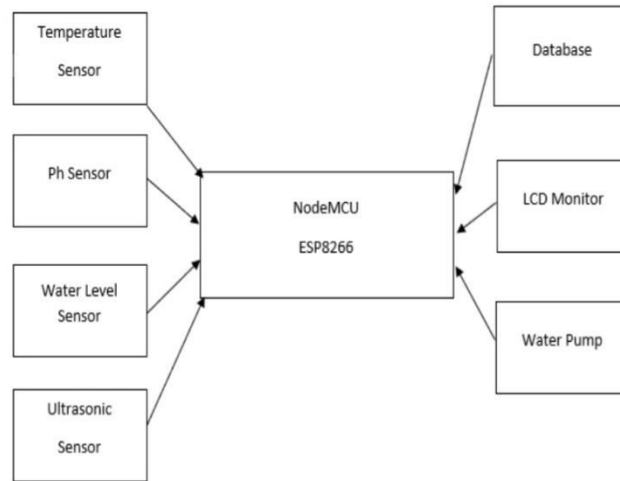 Temperature
Sensor
Ph Sensor
Water Level
Sensor
Ultrasonic
Sensor
NodeMCU
ESP8266
Database
LCD Monitor
Water Pump